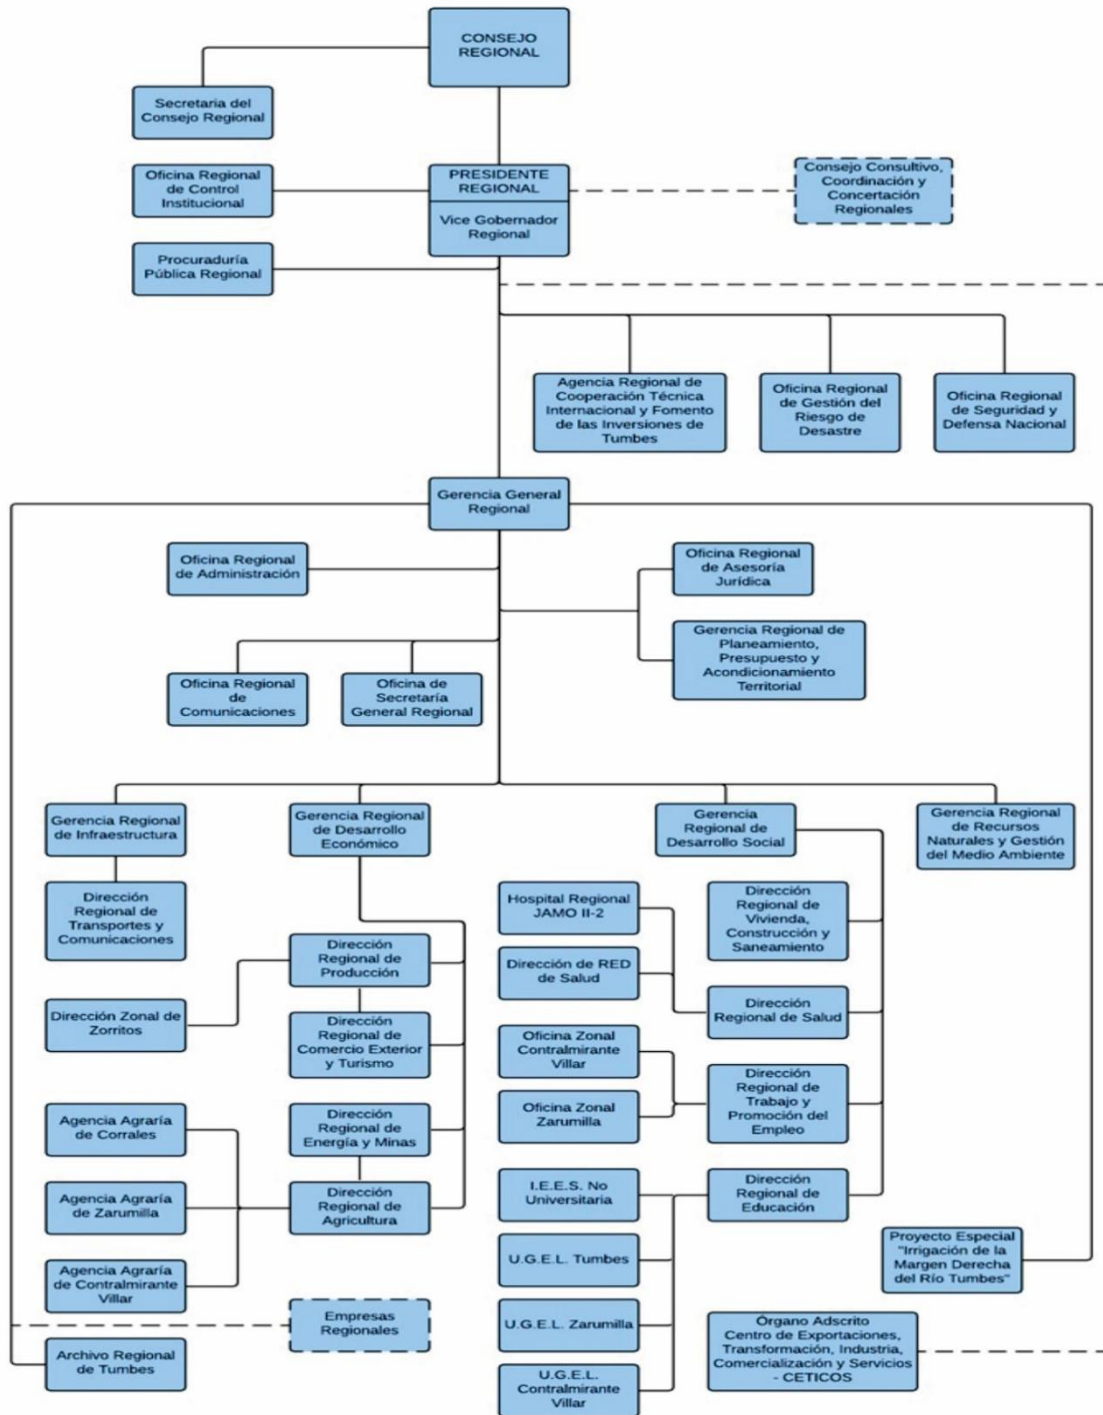 CONSEJO
REGIONAL
Secretaria del
Consejo Regional
Oficina Regional
de Control
Institucional
PRESIDENTE
REGIONAL
Vice Gobernador
Regional
Consejo Consultivo,
Coordinación y
Concertación
Regionales
Procuraduría
Pública Regional
Agencia Regional de
Cooperación Técnica
Internacional y Fomento
de las Inversiones de
Tumbes
Oficina Regional
de Gestión del
Riesgo de
Desastre
Oficina Regional
de Seguridad y
Defensa Nacional
Gerencia General
Regional
Oficina Regional
de Administración
Oficina Regional
de Asesoría
Jurídica
Gerencia Regional de
Planeamiento,
Presupuesto y
Acondicionamiento
Territorial
Oficina Regional
de
Comunicaciones
Oficina de
Secretaría
General Regional
Gerencia Regional
de Infraestructura
Gerencia Regional
de Desarrollo
Económico
Gerencia
Regional de
Desarrollo Social
Gerencia Regional
de Recursos
Naturales y Gestión
del Medio Ambiente
Dirección
Regional de
Transportes y
Comunicaciones
Hospital Regional
JAMO II-2
Dirección
Regional de
Vivienda,
Construcción y
Saneamiento
Dirección
Regional de
Producción
Dirección de RED
de Salud
Dirección Zonal de
Zorritos
Dirección
Regional de
Comercio Exterior
y Turismo
Dirección
Regional de Salud
Oficina Zonal
Contralmirante
Villar
Dirección
Regional de
Trabajo y
Promoción del
Empleo
Oficina Zonal
Zarumilla
Agencia Agraría
de Corrales
Dirección
Regional de
Energía y Minas
Agencia Agraría
de Zarumilla
Dirección
Regional de
Agricultura
I.E.E.S. No
Universitaria
Dirección
Regional de
Educación
U.G.E.L. Tumbes
Proyecto Especial
"Irrigación de la
Margen Derecha
del Río Tumbes"
Agencia Agraría
de Contralmirante
Villar
Empresas
Regionales
U.G.E.L. Zarumilla
Órgano Adscrito
Centro de Exportaciones,
Transformación, Industria,
Comercialización y Servicios
- CETICOS
Archivo Regional
de Tumbes
U.G.E.L.
Contralmirante
Villar